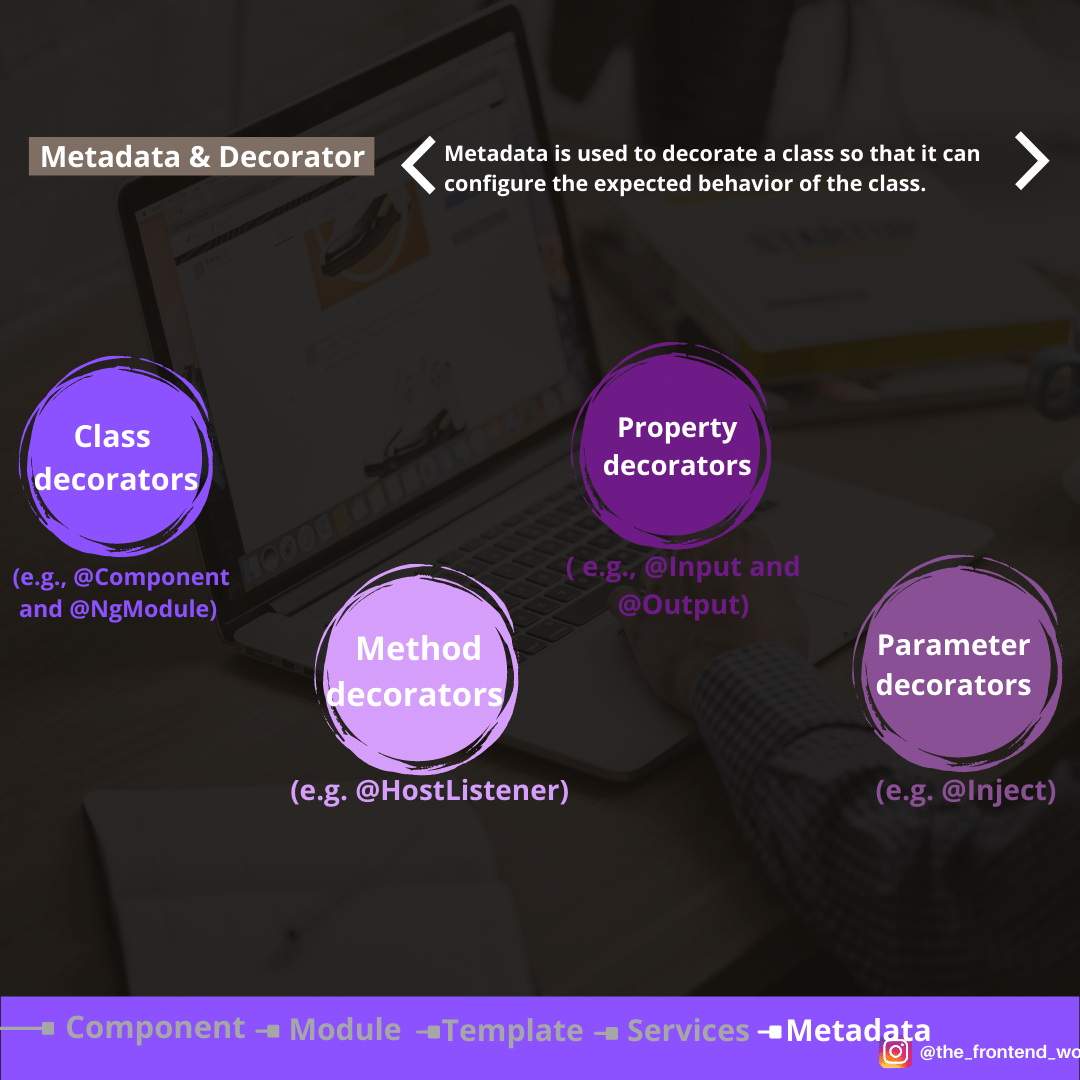 Metadata & Decorator
Metadata is used to decorate a class so that it can
configure the expected behavior of the class.
Class
decorators
(e.g., @Component
and @NgModule)
Method
decorators
(e.g. @HostListener)
Property
decorators
( e.g., @Input and
@Output)
Parameter
decorators
(e.g. @Inject)
Component
Module
Template
Services
Metadata
@the_frontend_wo